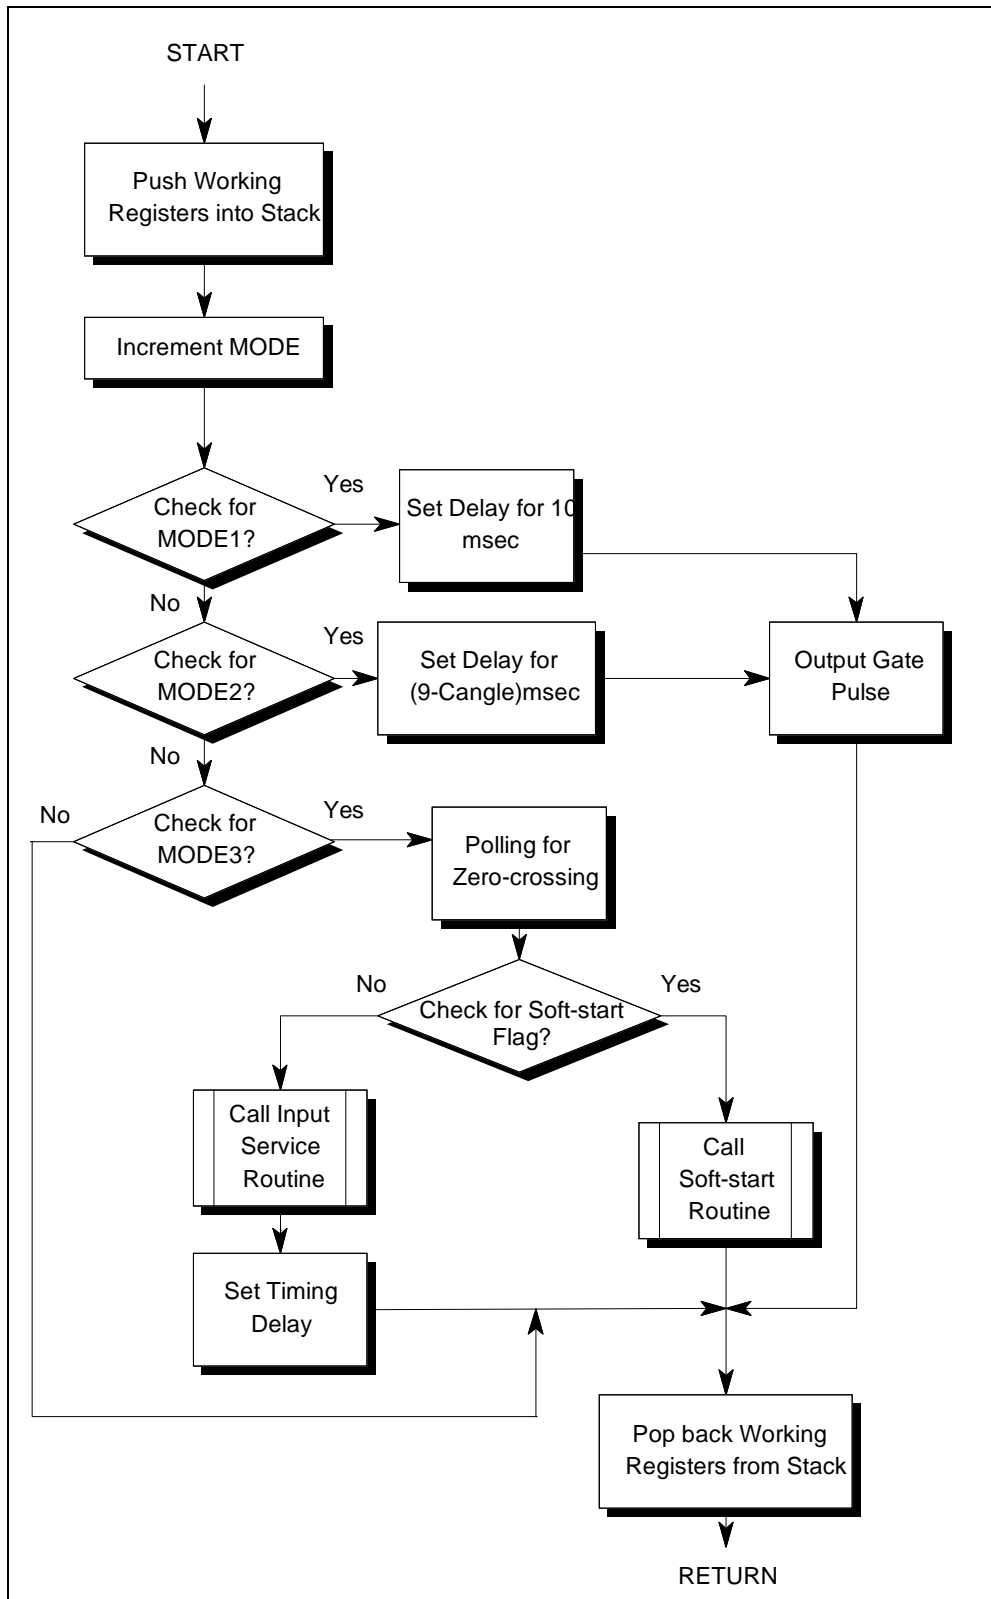 START
Push Working
Registers into Stack
Increment MODE
Check for
MODE1?
Yes
Set Delay for 10
msec
No
Check for
MODE2?
Yes
Set Delay for
(9-Cangle)msec
Output Gate
Pulse
No
No
Check for
MODE3?
Yes
Polling for
Zero-crossing
No
Check for Soft-start
Flag?
Yes
Call Input
Service
Routine
Call
Soft-start
Routine
Set Timing
Delay
Pop back Working
Registers from Stack
RETURN